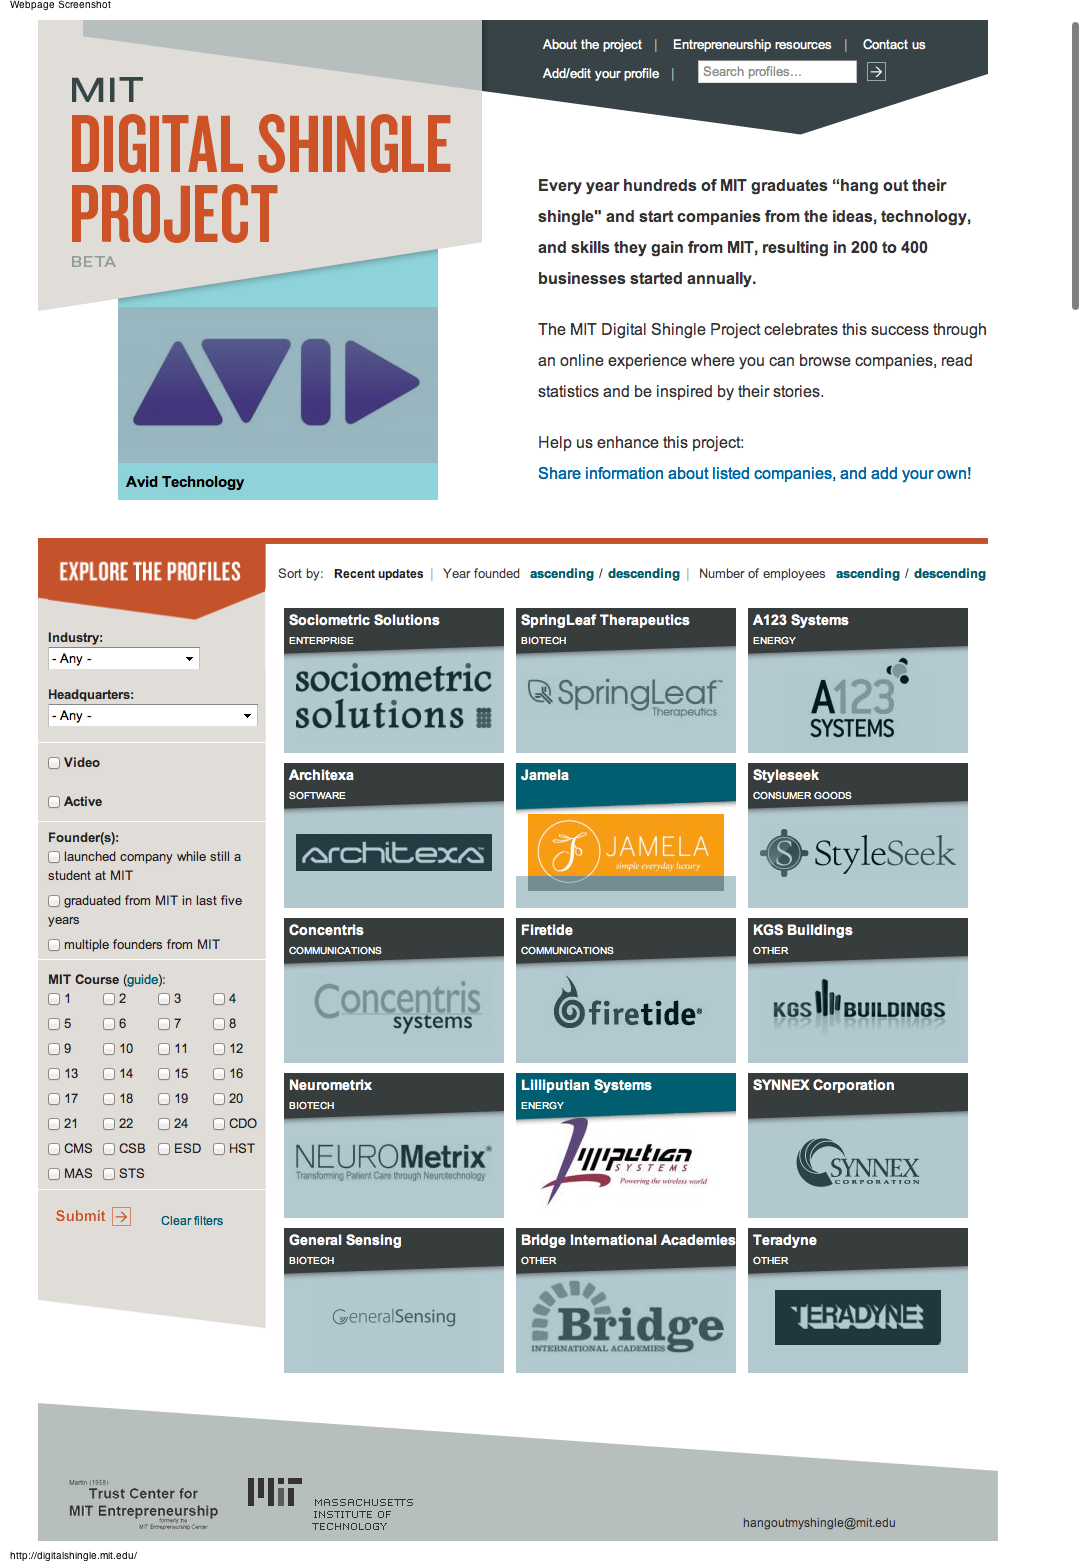 Webpage Screenshot
About the project | Entrepreneurship resources | Contact us
Add/edit your profile | Search profiles...
MIT
DIGITAL SHINGLE
PROJECT
BETA
Every year hundreds of MIT graduates “hang out their
shingle" and start companies from the ideas, technology,
and skills they gain from MIT, resulting in 200 to 400
businesses started annually.
The MIT Digital Shingle Project celebrates this success through
an online experience where you can browse companies, read
statistics and be inspired by their stories.
Help us enhance this project:
Share information about listed companies, and add your own!
AVID
Avid Technology
EXPLORE THE PROFILES
Industry:
- Any -
Headquarters:
- Any -
Video
Active
Founder(s):
launched company while still a
student at MIT
graduated from MIT in last five
years
multiple founders from MIT
MIT Course (guide):
1 2 3 4
5 6 7 8
9 10 11 12
13 14 15 16
17 18 19 20
21 22 24 CDO
CMS CSB ESD HST
MAS STS
Submit
Clear filters
Sort by: Recent updates | Year founded ascending / descending | Number of employees ascending / descending
Sociometric Solutions
ENTERPRISE
sociometric
solutions
SpringLeaf Therapeutics
BIOTECH
SpringLeaf™
Therapeutics
A123 Systems
ENERGY
A123
SYSTEMS
Architexa
SOFTWARE
architexa
Jamela
JAMELA
simple everyday luxury
Styleseek
CONSUMER GOODS
S
StyleSeek
Concentris
COMMUNICATIONS
Concentris
systems
Firetide
COMMUNICATIONS
firetide®
KGS Buildings
OTHER
KGS BUILDINGS
Neurometrix
BIOTECH
NEUROMetrix®
Transforming Patient Care through Neurotechnology
Lilliputian Systems
ENERGY
Lilliputian
SYSTEMS
Powering the wireless world
SYNNEX Corporation
SYNNEX
CORPORATION
General Sensing
BIOTECH
GeneralSensing
Bridge International Academies
OTHER
Bridge
INTERNATIONAL ACADEMIES
Teradyne
OTHER
TERADYNE
Martin (1958)
Trust Center for
MIT Entrepreneurship
formerly the
MIT Entrepreneurship Center
MIT
MASSACHUSETTS
INSTITUTE OF
TECHNOLOGY
hangoutmyshingle@mit.edu
http://digitalshingle.mit.edu/